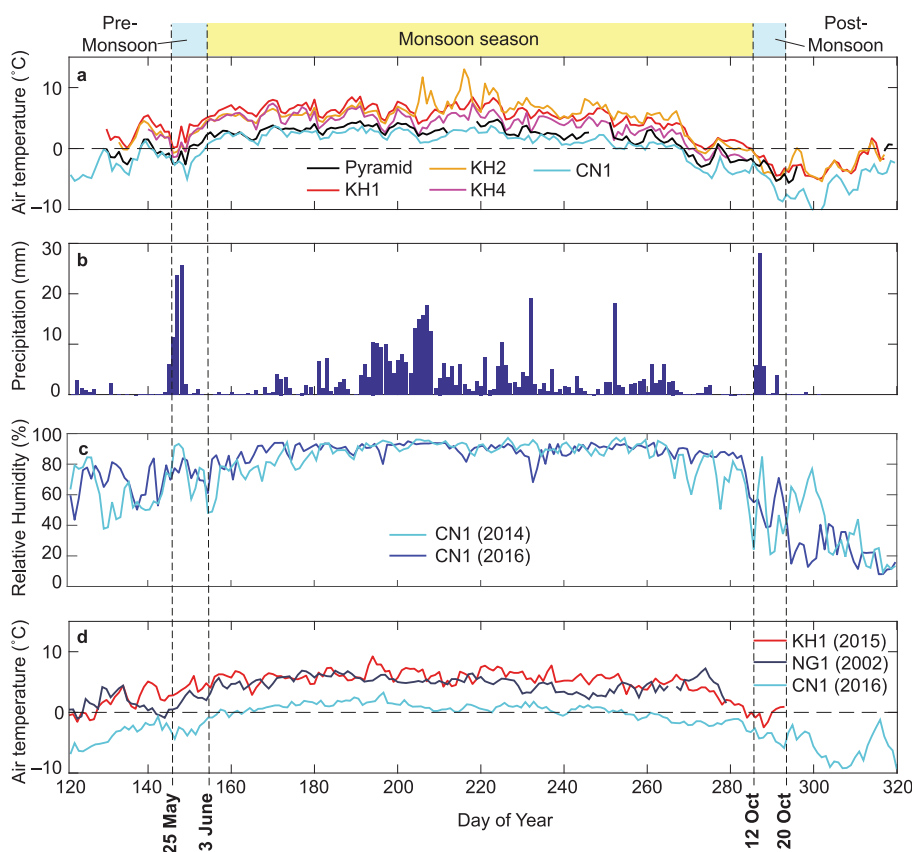 Pre-
Monsoon
Monsoon season
Post-
Monsoon
a
Air temperature (˚C)
10
0
–10
Pyramid
KH2
CN1
KH1
KH4
b
Precipitation (mm)
30
20
10
0
c
Relative Humidity (%)
100
80
60
40
20
0
CN1 (2014)
CN1 (2016)
d
Air temperature (˚C)
10
0
–10
KH1 (2015)
NG1 (2002)
CN1 (2016)
120 140 160 180 200 220 240 260 280 300 320
25 May
3 June
Day of Year
12 Oct
20 Oct